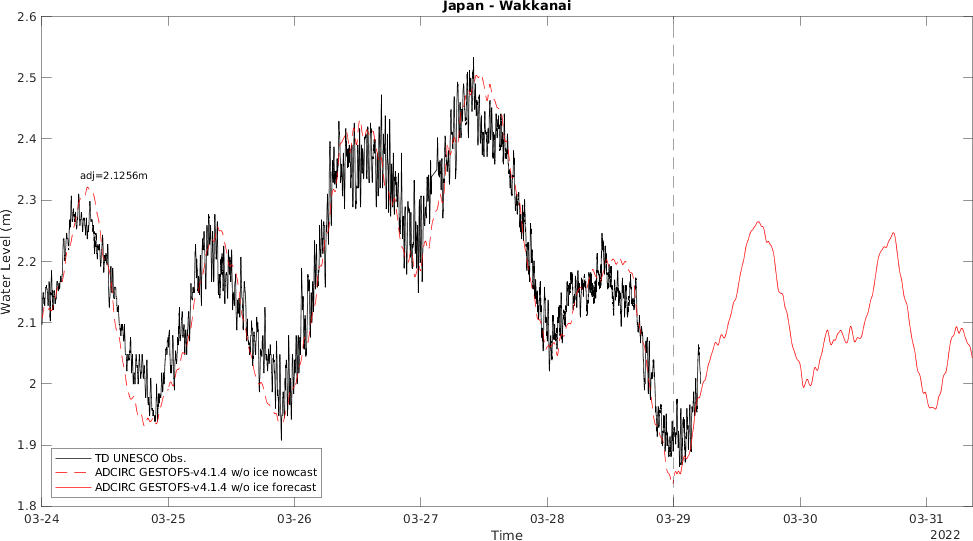 Japan - Wakkanai
2.6
2.5
2.4
2.3
2.2
2.1
2
1.9
1.8
Water Level (m)
adj=2.1256m
TD UNESCO Obs.
ADCIRC GESTOFS-v4.1.4 w/o ice nowcast
ADCIRC GESTOFS-v4.1.4 w/o ice forecast
03-24 03-25 03-26 03-27 03-28 03-29 03-30 03-31
Time
2022